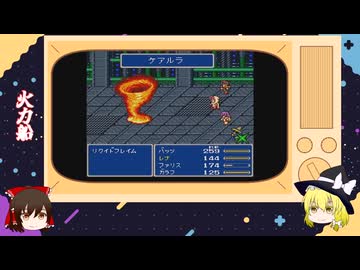 ケアルラ
火力船
リクイドフレイム
バッツ 259
レナ 144
ファリス 174
ガラフ 125